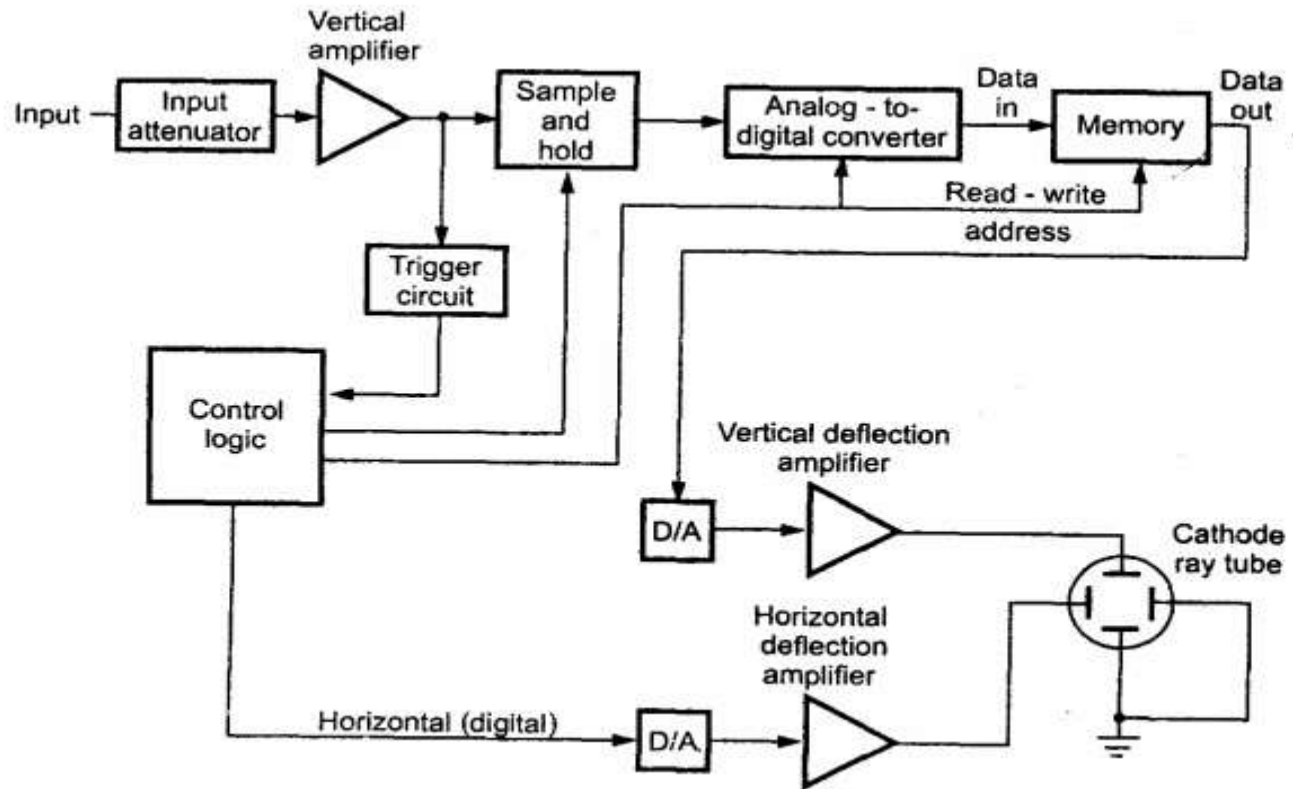 Vertical
amplifier
Input
Input
attenuator
Sample
and
hold
Analog - to-
digital converter
Data
in
Memory
Data
out
Read - write
address
Trigger
circuit
Control
logic
Vertical deflection
amplifier
D/A
Cathode
ray tube
Horizontal
deflection
amplifier
Horizontal (digital)
D/A